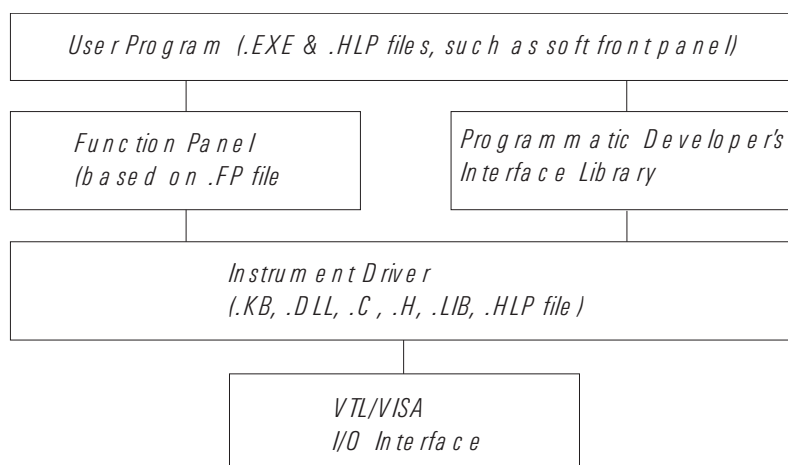 User Program (.EXE & .HLP files, such as soft front panel)
Function Panel
(based on .FP file
Programmatic Developer's
Interface Library
Instrument Driver
(.KB, .DLL, .C , .H, .LIB, .HLP file)
VTL/VISA
I/O Interface